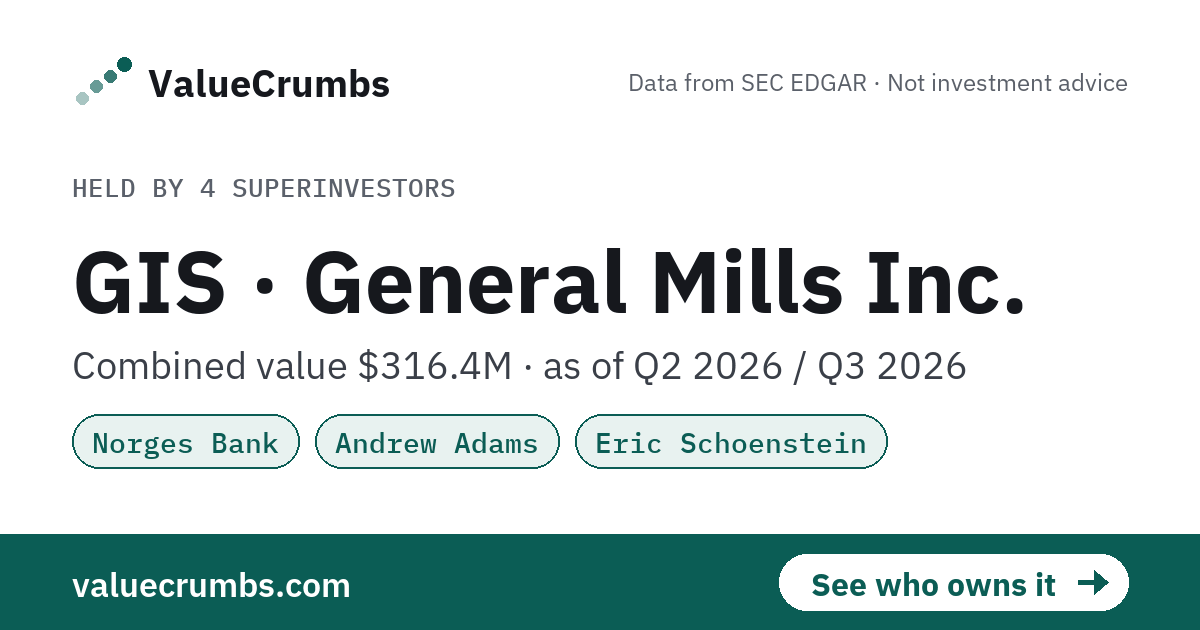 ValueCrumbs
Data from SEC EDGAR · Not investment advice
HELD BY 4 SUPERINVESTORS
GIS · General Mills Inc.
Combined value $316.4M · as of Q2 2026 / Q3 2026
Norges Bank
Andrew Adams
Eric Schoenstein
valuecrumbs.com
See who owns it →